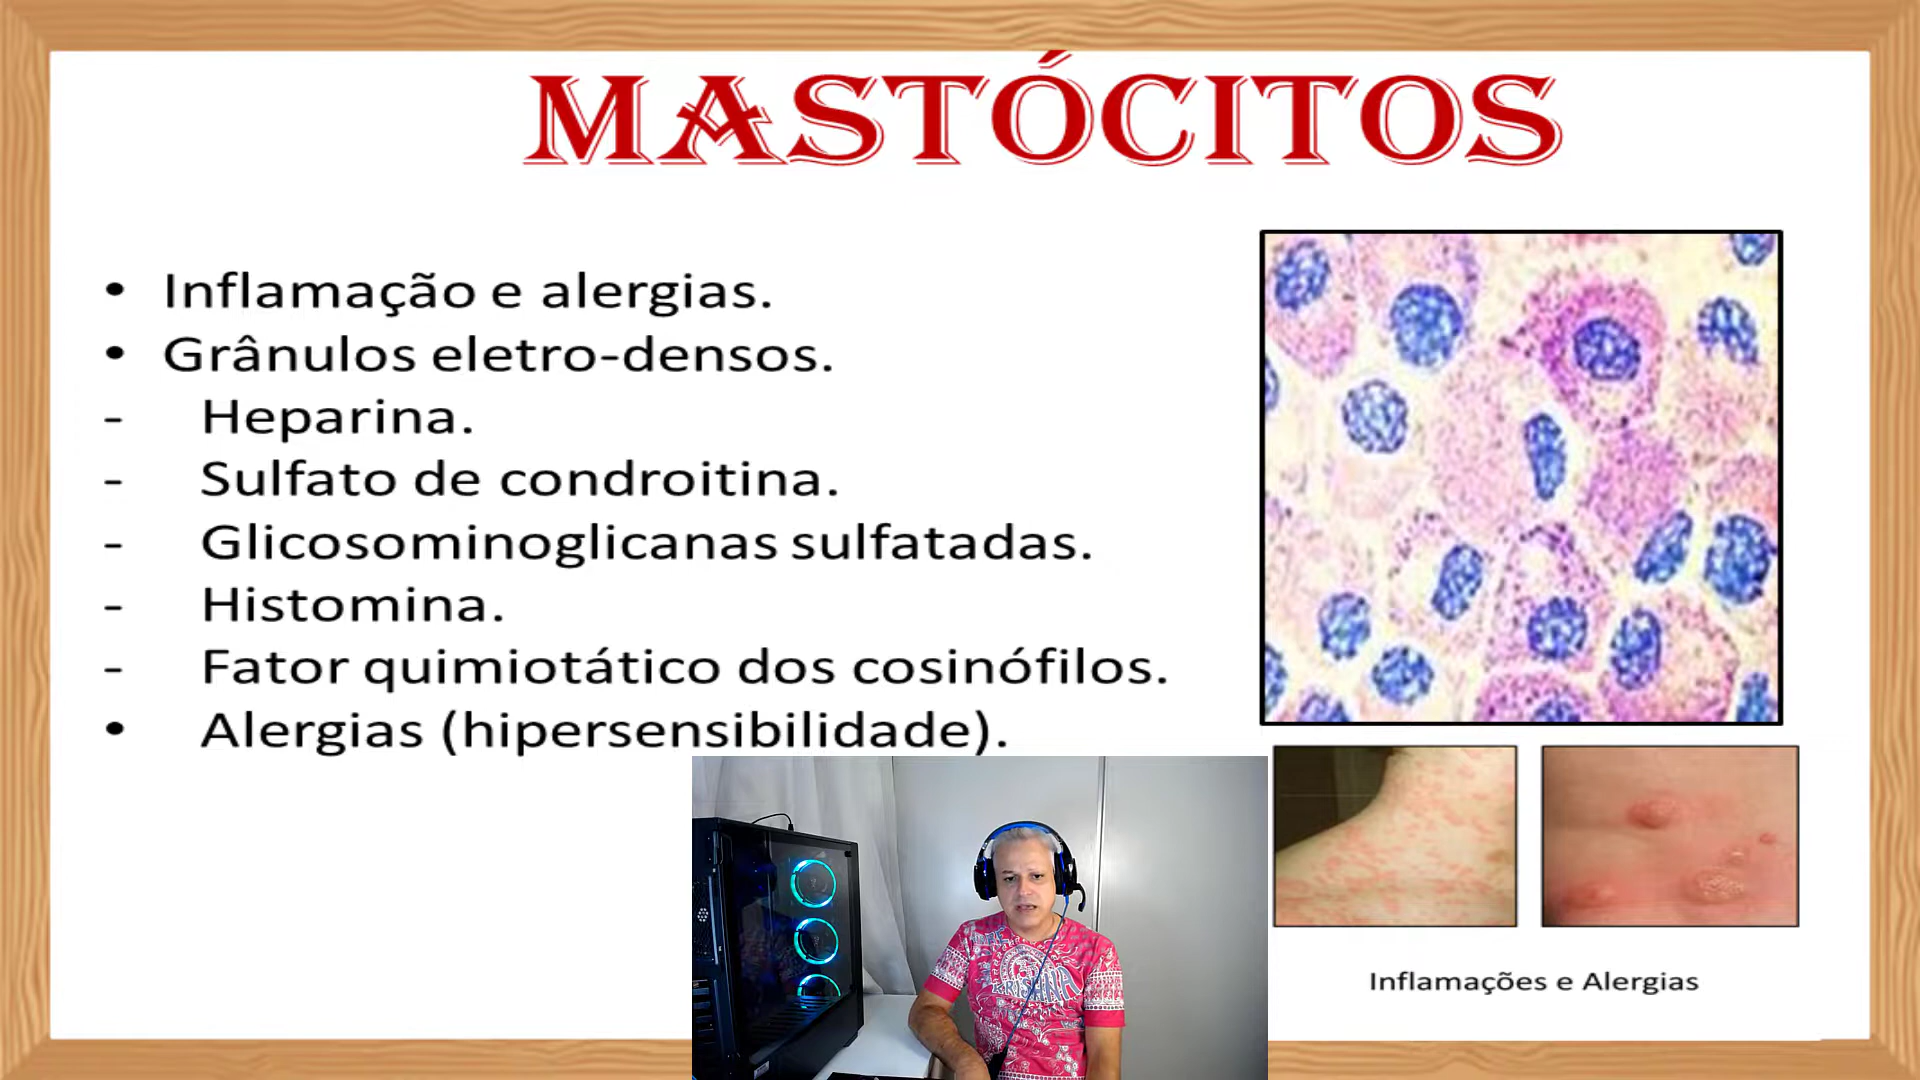 MASTÓCITOS
• Inflamação e alergias.
• Grânulos eletro-densos.
- Heparina.
- Sulfato de condroitina.
- Glicosominoglicanas sulfatadas.
- Histomina.
- Fator quimiotático dos cosinófilos.
• Alergias (hipersensibilidade).
KRISHNA
Inflamações e Alergias